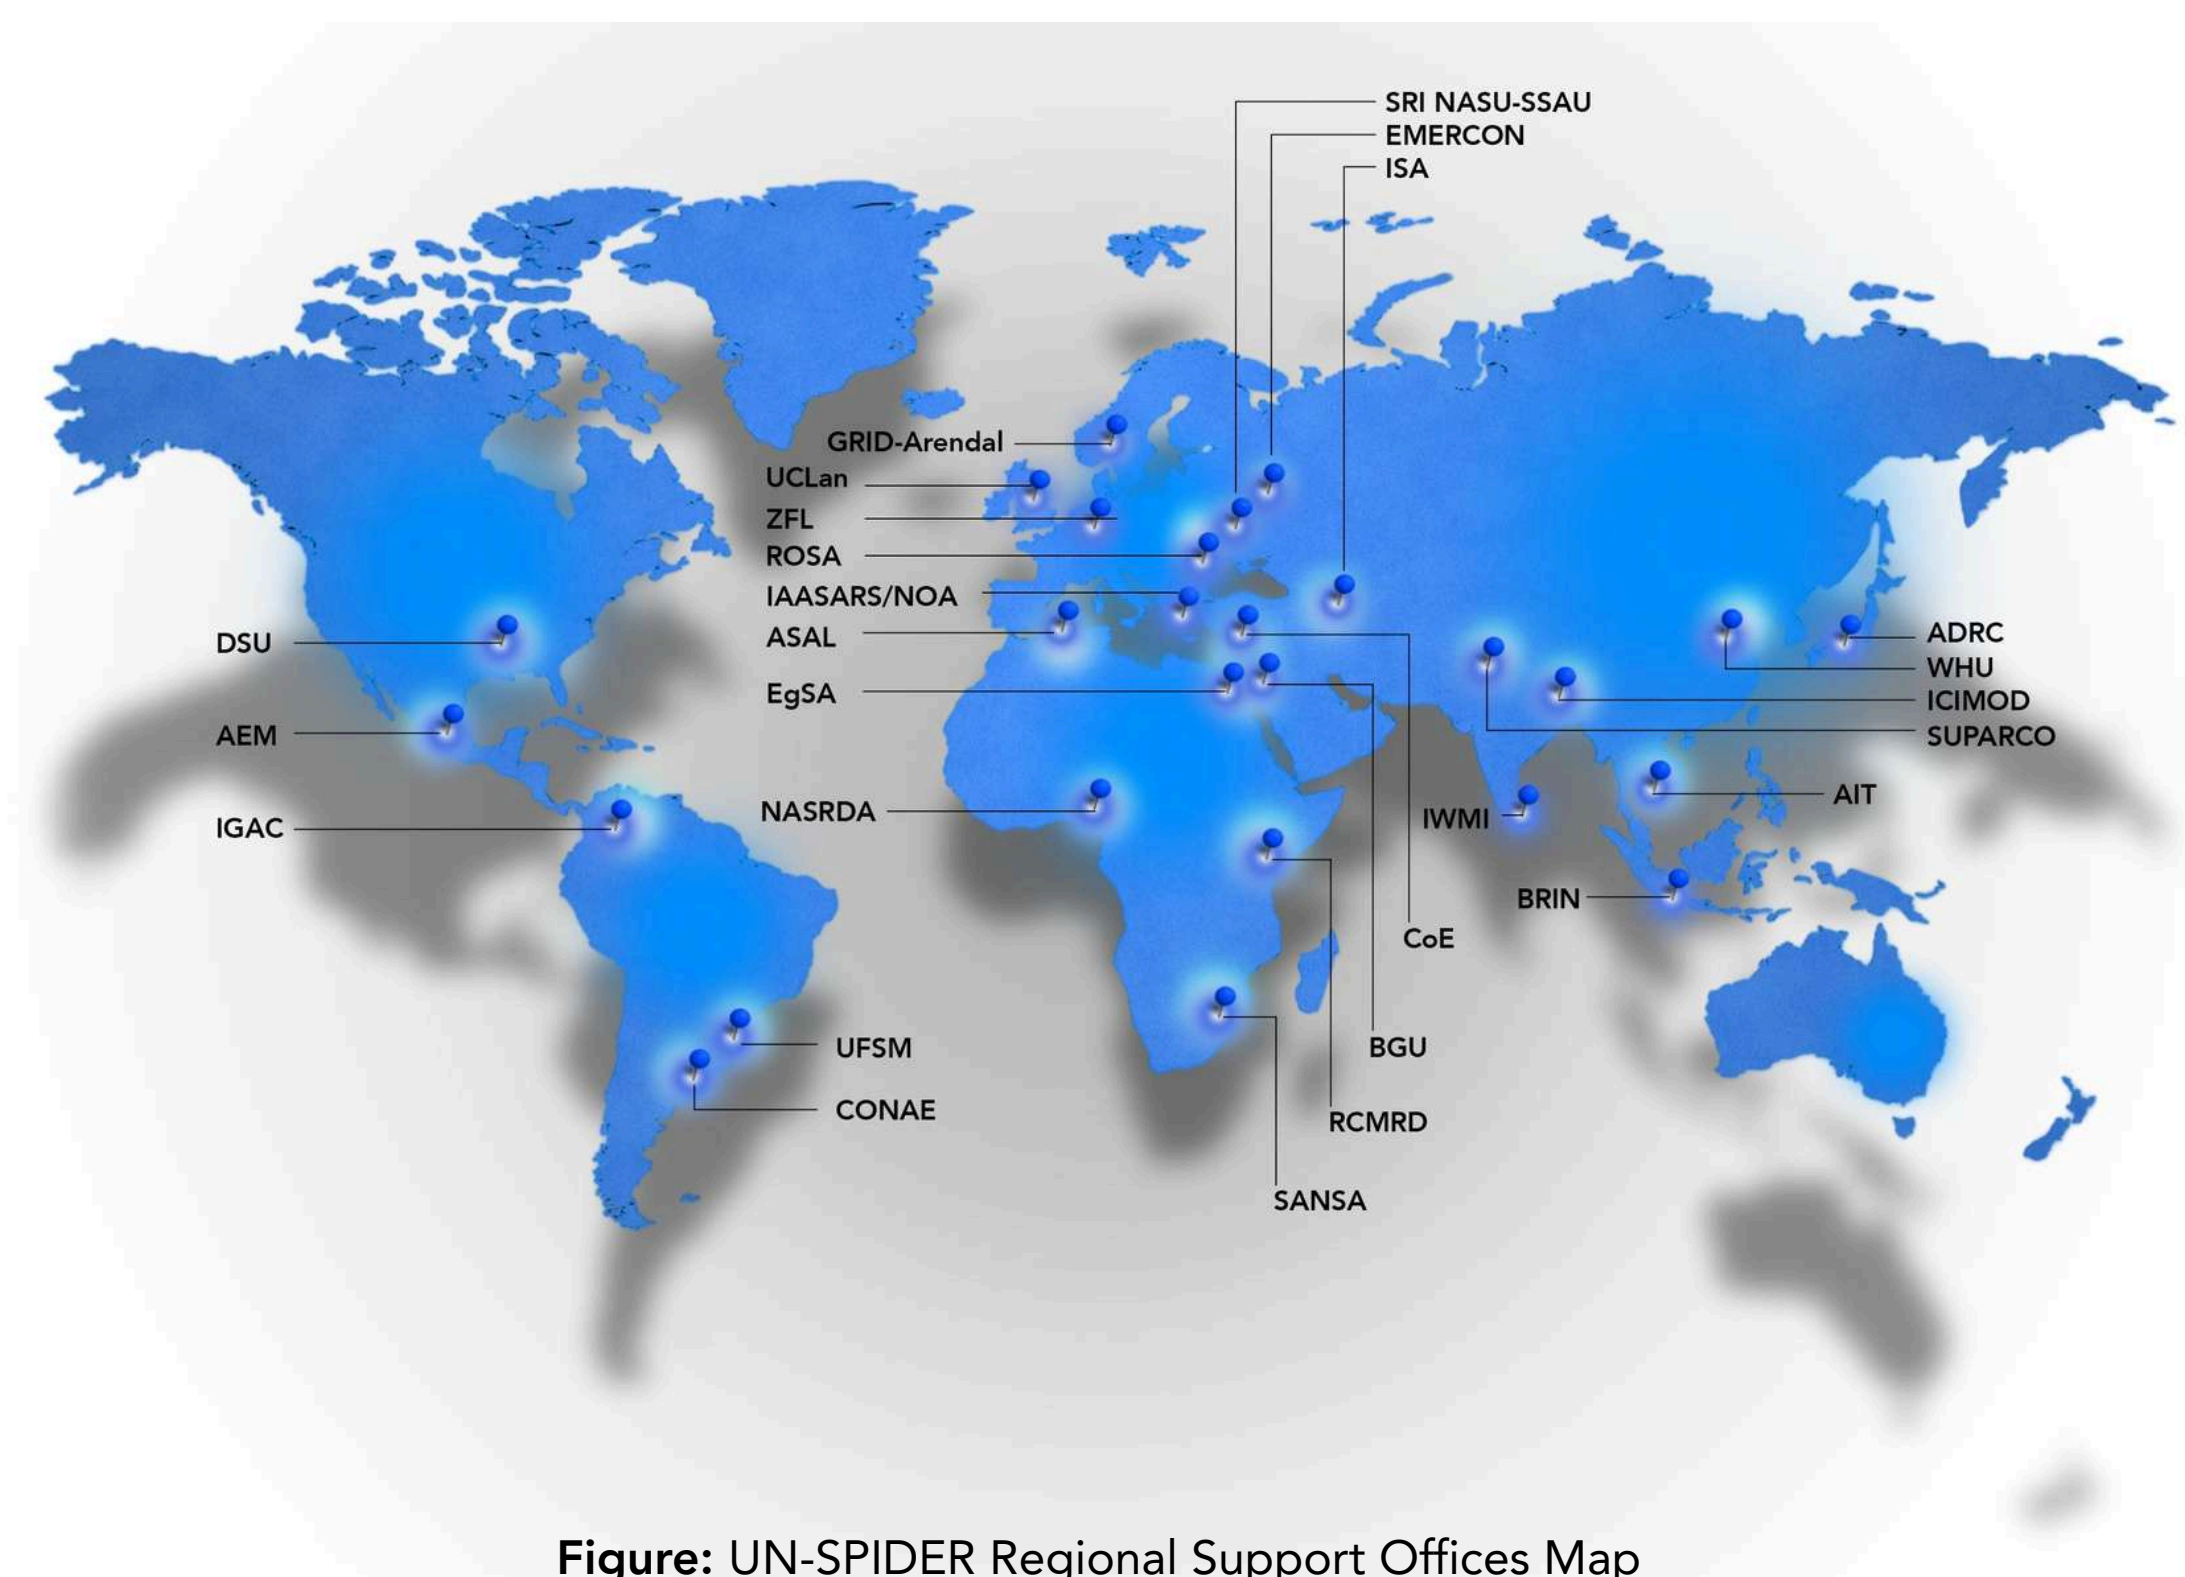 SRI NASU-SSAU
EMERCON
ISA
GRID-Arendal
UCLan
ZFL
ROSA
IAASARS/NOA
ASAL
EgSA
NASRDA
DSU
AEM
IGAC
ADRC
WHU
ICIMOD
SUPARCO
AIT
IWMI
BRIN
CoE
BGU
RCMRD
SANSA
UFSM
CONAE
Figure: UN-SPIDER Regional Support Offices Map